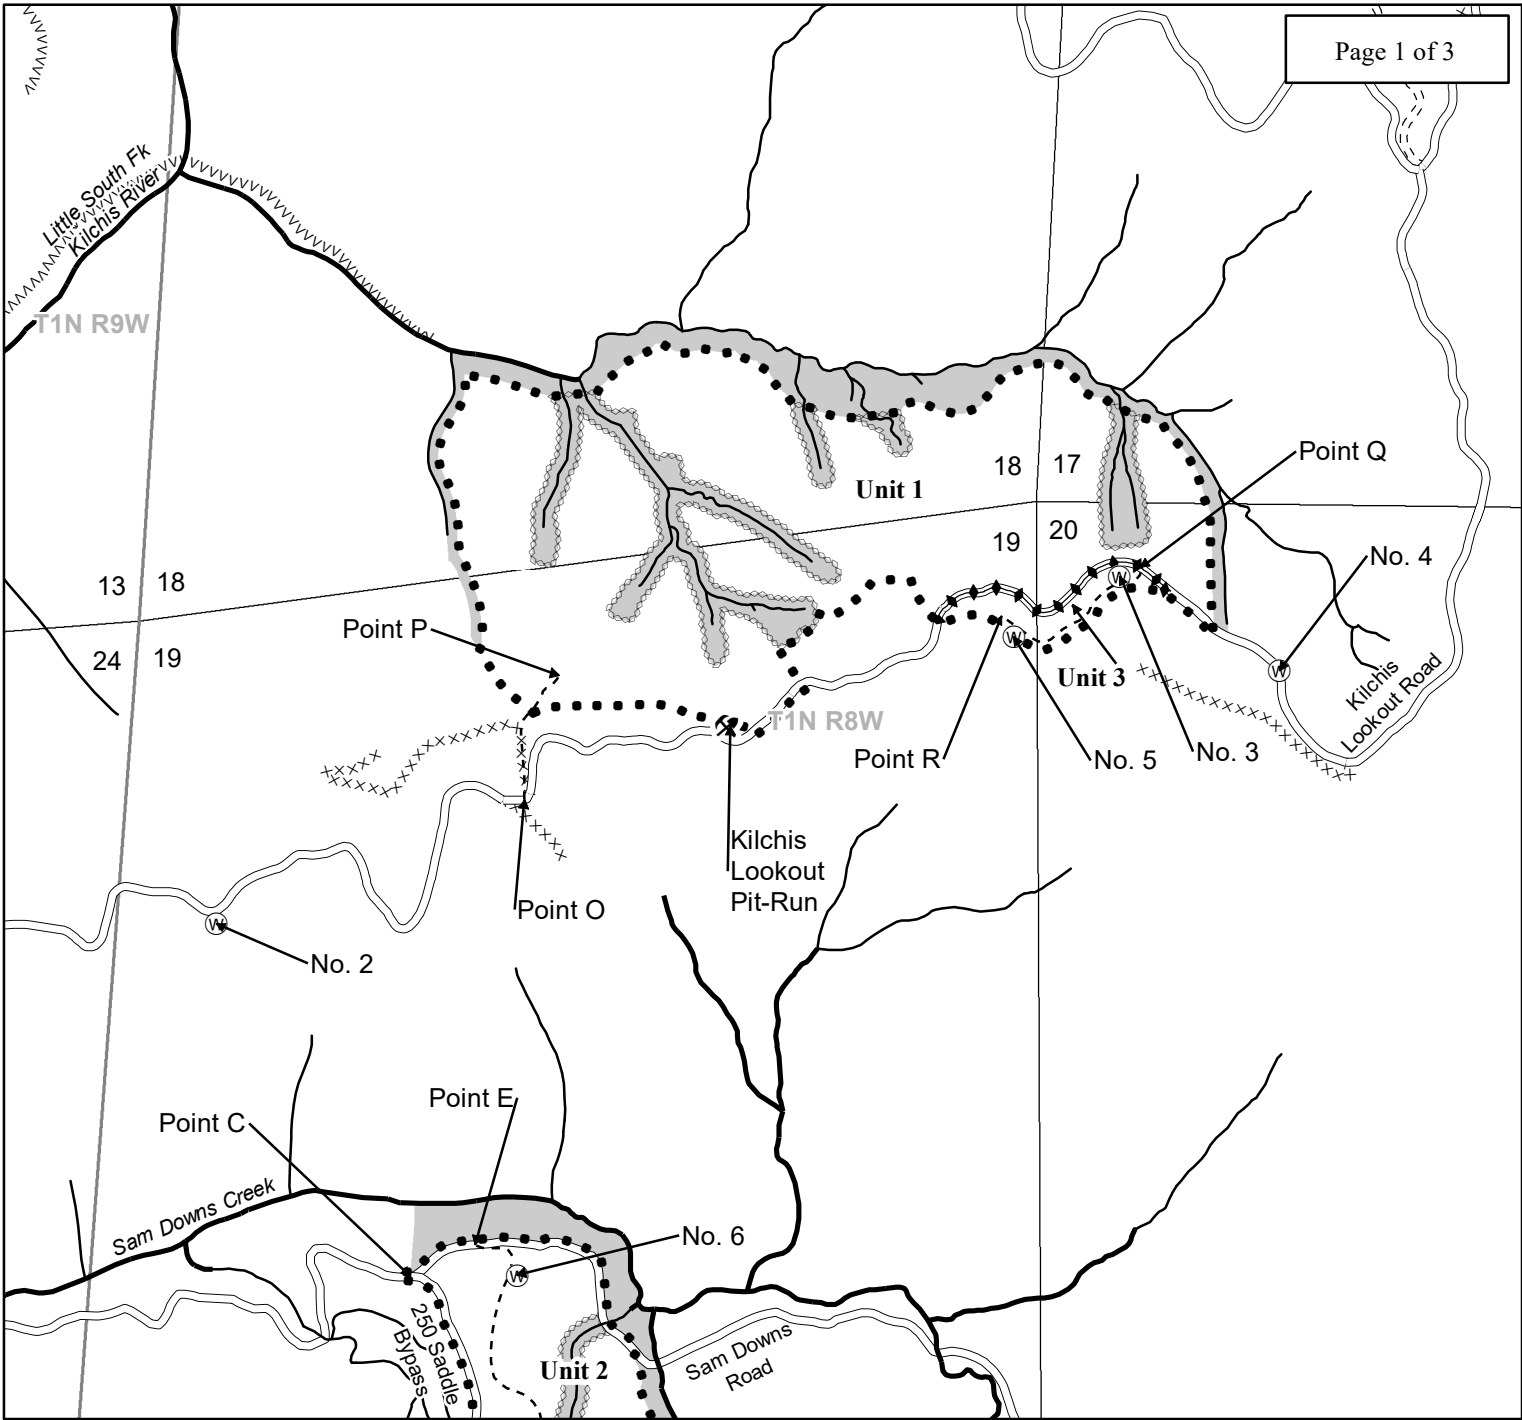 Page 1 of 3
Little South Fk
Kilchis River
T1N R9W
18 17
Point Q
Unit 1
19 20
No. 4
13 18
Point P
24 19
Unit 3
Kilchis
Lookout Road
T1N R8W
Point R
No. 5
No. 3
Kilchis
Lookout
Pit-Run
Point O
W
W
W
W
W
No. 2
Point E
Point C
Sam Downs Creek
No. 6
W
250 Saddle
Bypass
Unit 2
Sam Downs
Road